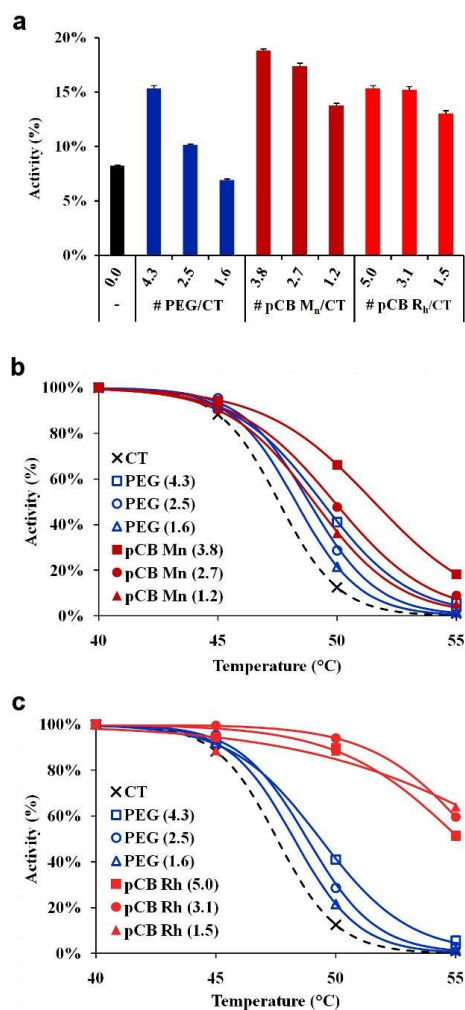 a
20%
15%
10%
5%
0%
Activity (%)
0.0 4.3 2.5 1.6 3.8 2.7 1.2 5.0 3.1 1.5
- # PEG/CT # pCB Mn/CT # pCB Rh/CT
b
100%
80%
60%
40%
20%
0%
Activity (%)
CT
PEG (4.3)
PEG (2.5)
PEG (1.6)
pCB Mn (3.8)
pCB Mn (2.7)
pCB Mn (1.2)
40 45 50 55
Temperature (°C)
c
100%
80%
60%
40%
20%
0%
Activity (%)
CT
PEG (4.3)
PEG (2.5)
PEG (1.6)
pCB Rh (5.0)
pCB Rh (3.1)
pCB Rh (1.5)
40 45 50 55
Temperature (°C)